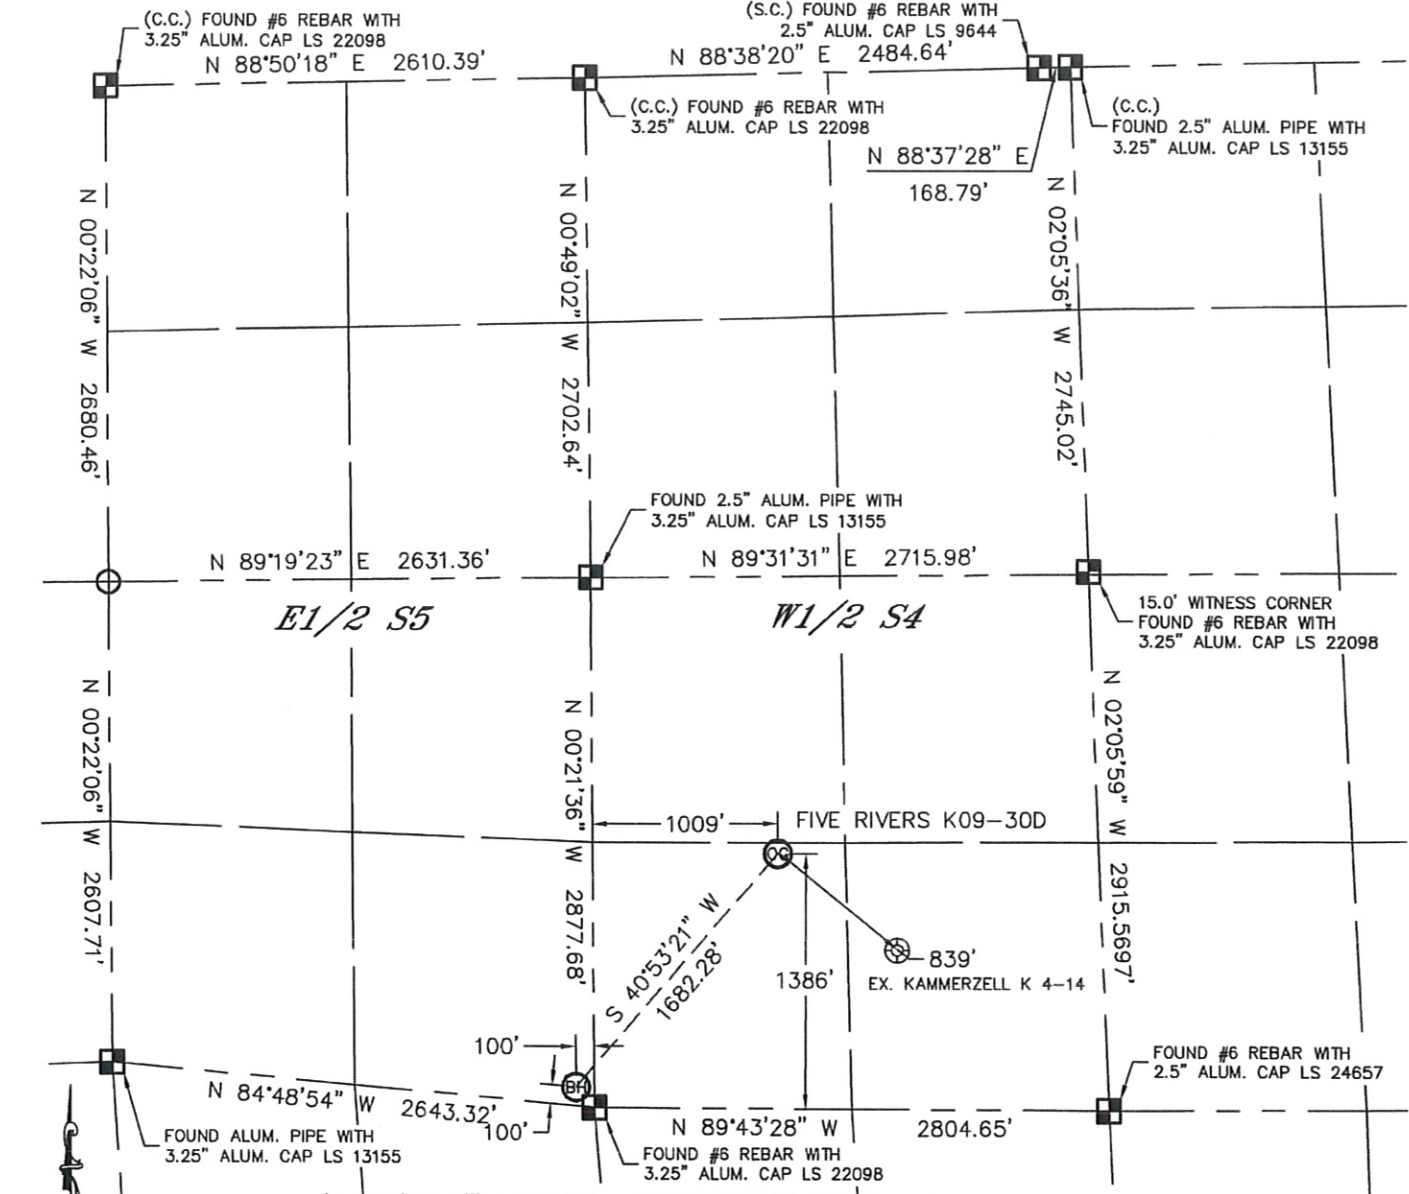 (C.C.) FOUND #6 REBAR WITH
3.25" ALUM. CAP LS 22098
N 88°50'18" E 2610.39'
(S.C.) FOUND #6 REBAR WITH
2.5" ALUM. CAP LS 9644
N 88°38'20" E 2484.64'
(C.C.) FOUND #6 REBAR WITH
3.25" ALUM. CAP LS 22098
(C.C.)
FOUND 2.5" ALUM. PIPE WITH
3.25" ALUM. CAP LS 13155
N 88°37'28" E
168.79'
N 00°22'06" W 2680.46'
N 00°49'02" W 2702.64'
N 02°05'36" W 2745.02'
FOUND 2.5" ALUM. PIPE WITH
3.25" ALUM. CAP LS 13155
N 89°19'23" E 2631.36'
N 89°31'31" E 2715.98'
E1/2 S5
W1/2 S4
15.0' WITNESS CORNER
FOUND #6 REBAR WITH
3.25" ALUM. CAP LS 22098
N 00°22'06" W 2607.71'
N 00°21'36" W 2877.68'
N 02°05'59" W 2915.5697'
1009'
FIVE RIVERS K09-30D
OG
S 40°53'21" W
1682.28'
1386'
839'
EX. KAMMERZELL K 4-14
100'
BH
100'
N 84°48'54" W 2643.32'
N 89°43'28" W 2804.65'
FOUND #6 REBAR WITH
2.5" ALUM. CAP LS 24657
FOUND ALUM. PIPE WITH
3.25" ALUM. CAP LS 13155
FOUND #6 REBAR WITH
3.25" ALUM. CAP LS 22098